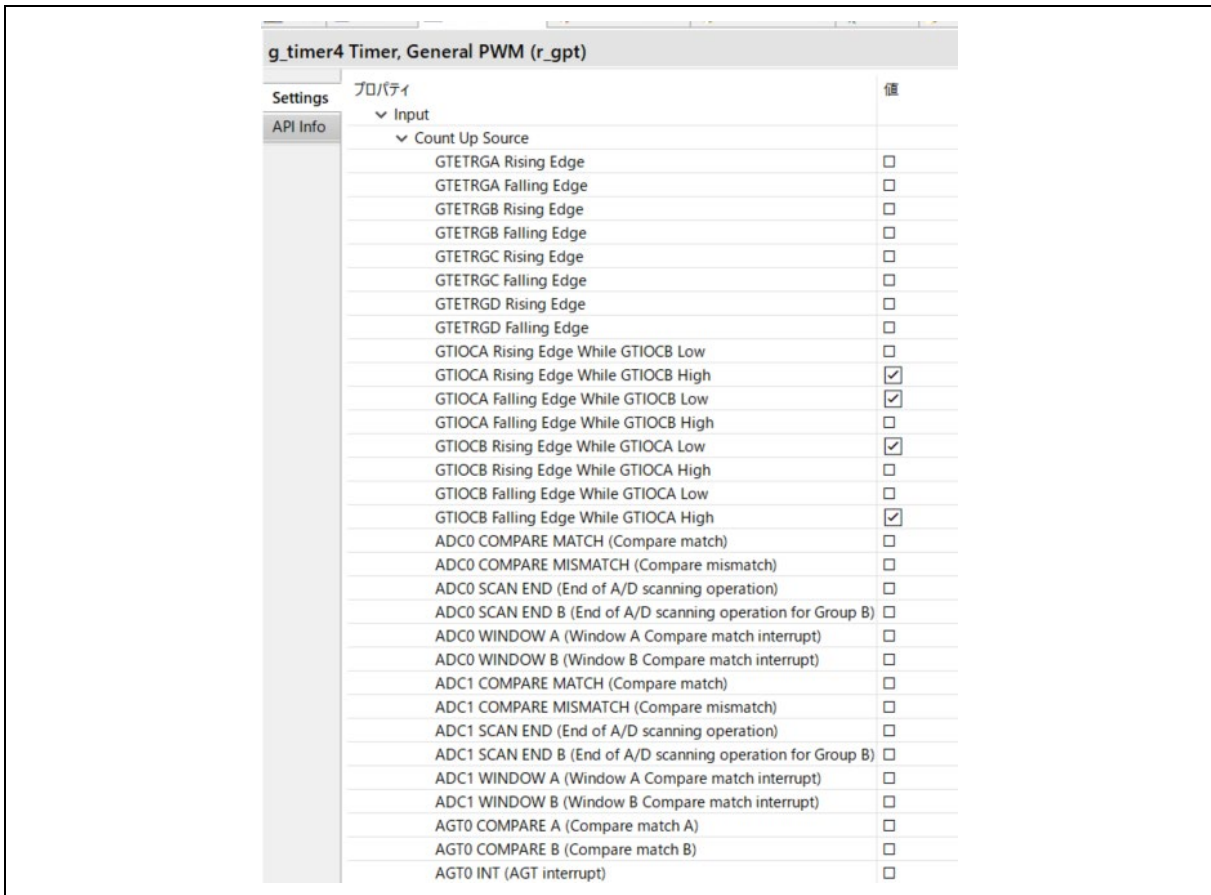 g_timer4 Timer, General PWM (r_gpt)
Settings
API Info
プロパティ 値
Input
Count Up Source
GTETRGA Rising Edge
GTETRGA Falling Edge
GTETRGB Rising Edge
GTETRGB Falling Edge
GTETRGC Rising Edge
GTETRGC Falling Edge
GTETRGD Rising Edge
GTETRGD Falling Edge
GTIOCA Rising Edge While GTIOCB Low
GTIOCA Rising Edge While GTIOCB High
GTIOCA Falling Edge While GTIOCB Low
GTIOCA Falling Edge While GTIOCB High
GTIOCB Rising Edge While GTIOCA Low
GTIOCB Rising Edge While GTIOCA High
GTIOCB Falling Edge While GTIOCA Low
GTIOCB Falling Edge While GTIOCA High
ADC0 COMPARE MATCH (Compare match)
ADC0 COMPARE MISMATCH (Compare mismatch)
ADC0 SCAN END (End of A/D scanning operation)
ADC0 SCAN END B (End of A/D scanning operation for Group B)
ADC0 WINDOW A (Window A Compare match interrupt)
ADC0 WINDOW B (Window B Compare match interrupt)
ADC1 COMPARE MATCH (Compare match)
ADC1 COMPARE MISMATCH (Compare mismatch)
ADC1 SCAN END (End of A/D scanning operation)
ADC1 SCAN END B (End of A/D scanning operation for Group B)
ADC1 WINDOW A (Window A Compare match interrupt)
ADC1 WINDOW B (Window B Compare match interrupt)
AGT0 COMPARE A (Compare match A)
AGT0 COMPARE B (Compare match B)
AGT0 INT (AGT interrupt)